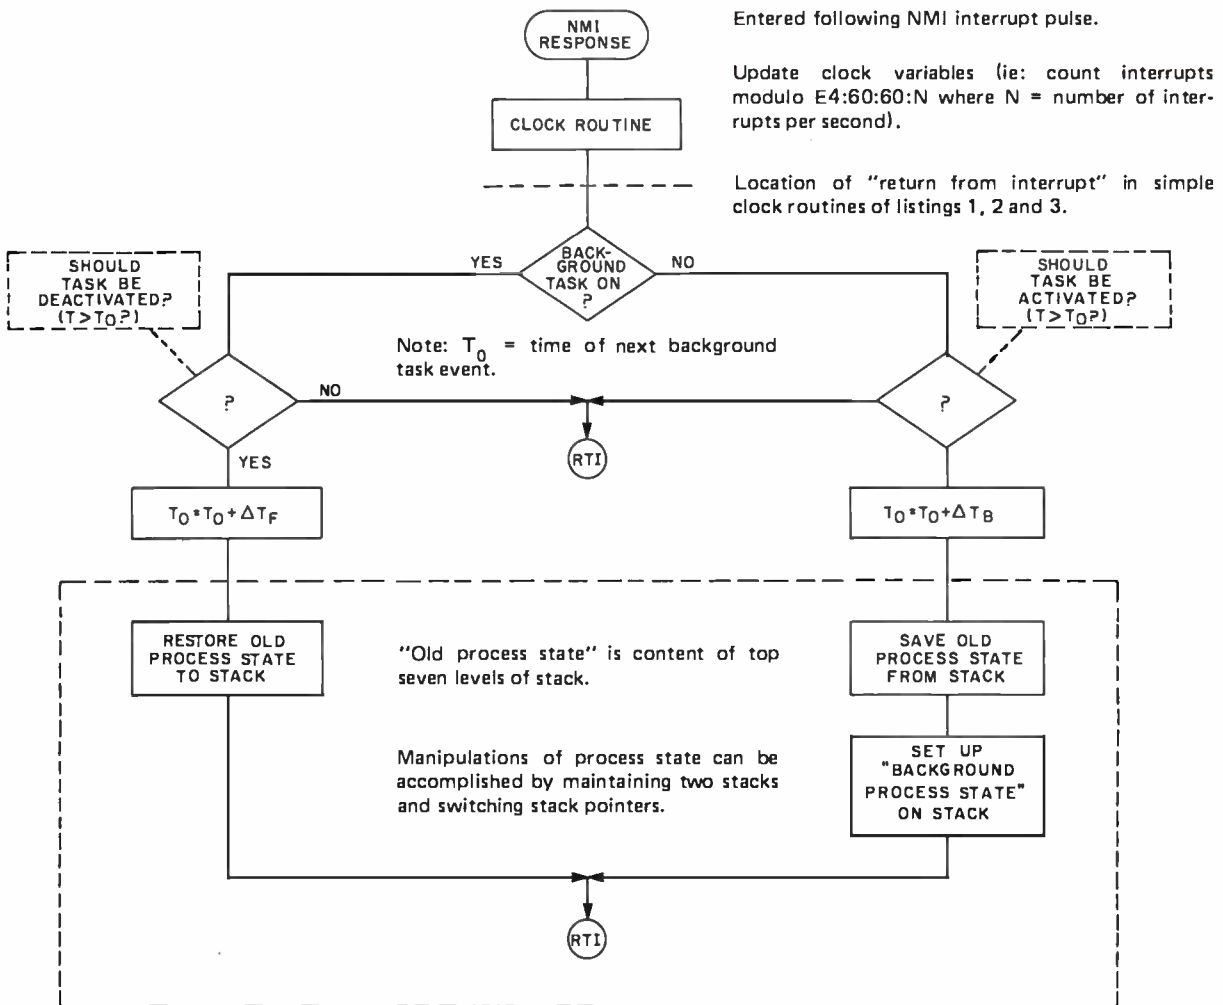 NMI
RESPONSE
Entered following NMI interrupt pulse.
Update clock variables (ie: count interrupts
modulo E4:60:60:N where N = number of inter-
rupts per second).
CLOCK ROUTINE
Location of "return from interrupt" in simple
clock routines of listings 1, 2 and 3.
SHOULD
TASK BE
DEACTIVATED?
(T>T0?)
YES
BACK-
GROUND
TASK ON
?
NO
SHOULD
TASK BE
ACTIVATED?
(T>T0?)
Note: T0 = time of next background
task event.
?
NO
?
RTI
YES
T0=T0+ΔTF
T0=T0+ΔTB
RESTORE OLD
PROCESS STATE
TO STACK
"Old process state" is content of top
seven levels of stack.
SAVE OLD
PROCESS STATE
FROM STACK
Manipulations of process state can be
accomplished by maintaining two stacks
and switching stack pointers.
SET UP
"BACKGROUND
PROCESS STATE"
ON STACK
RTI